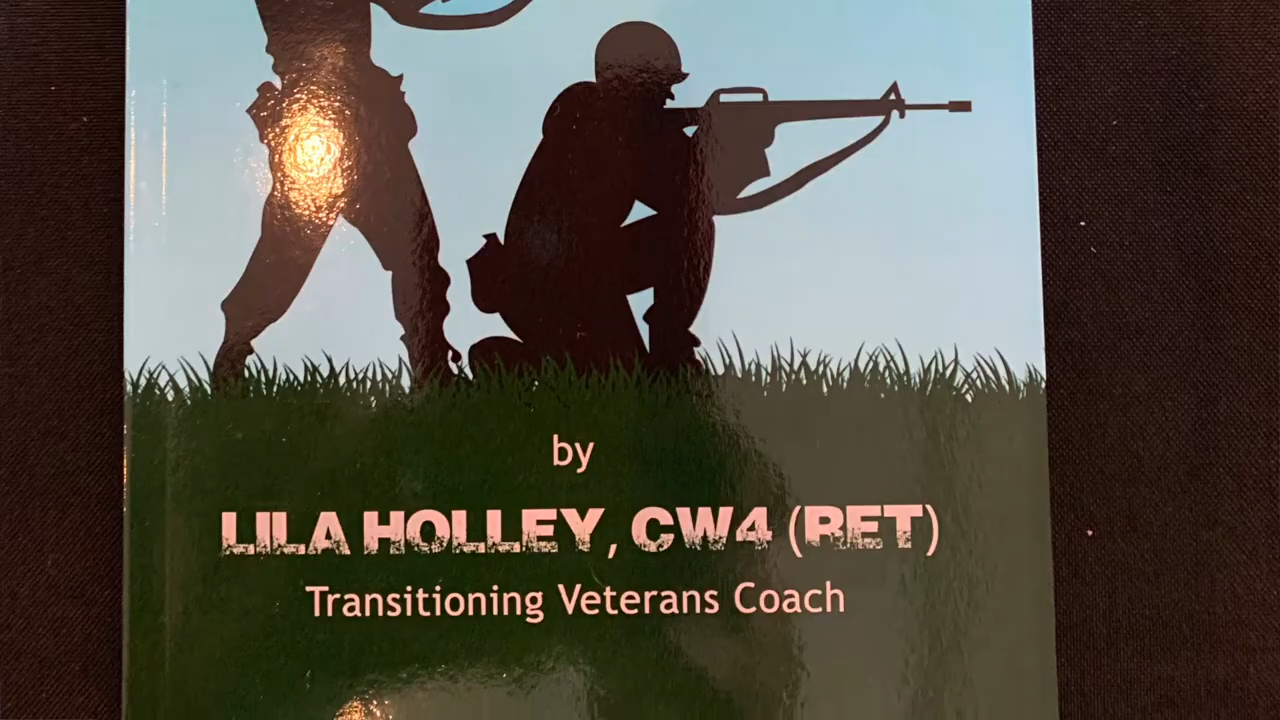 by
LILA HOLLEY, CW4 (RET)
Transitioning Veterans Coach